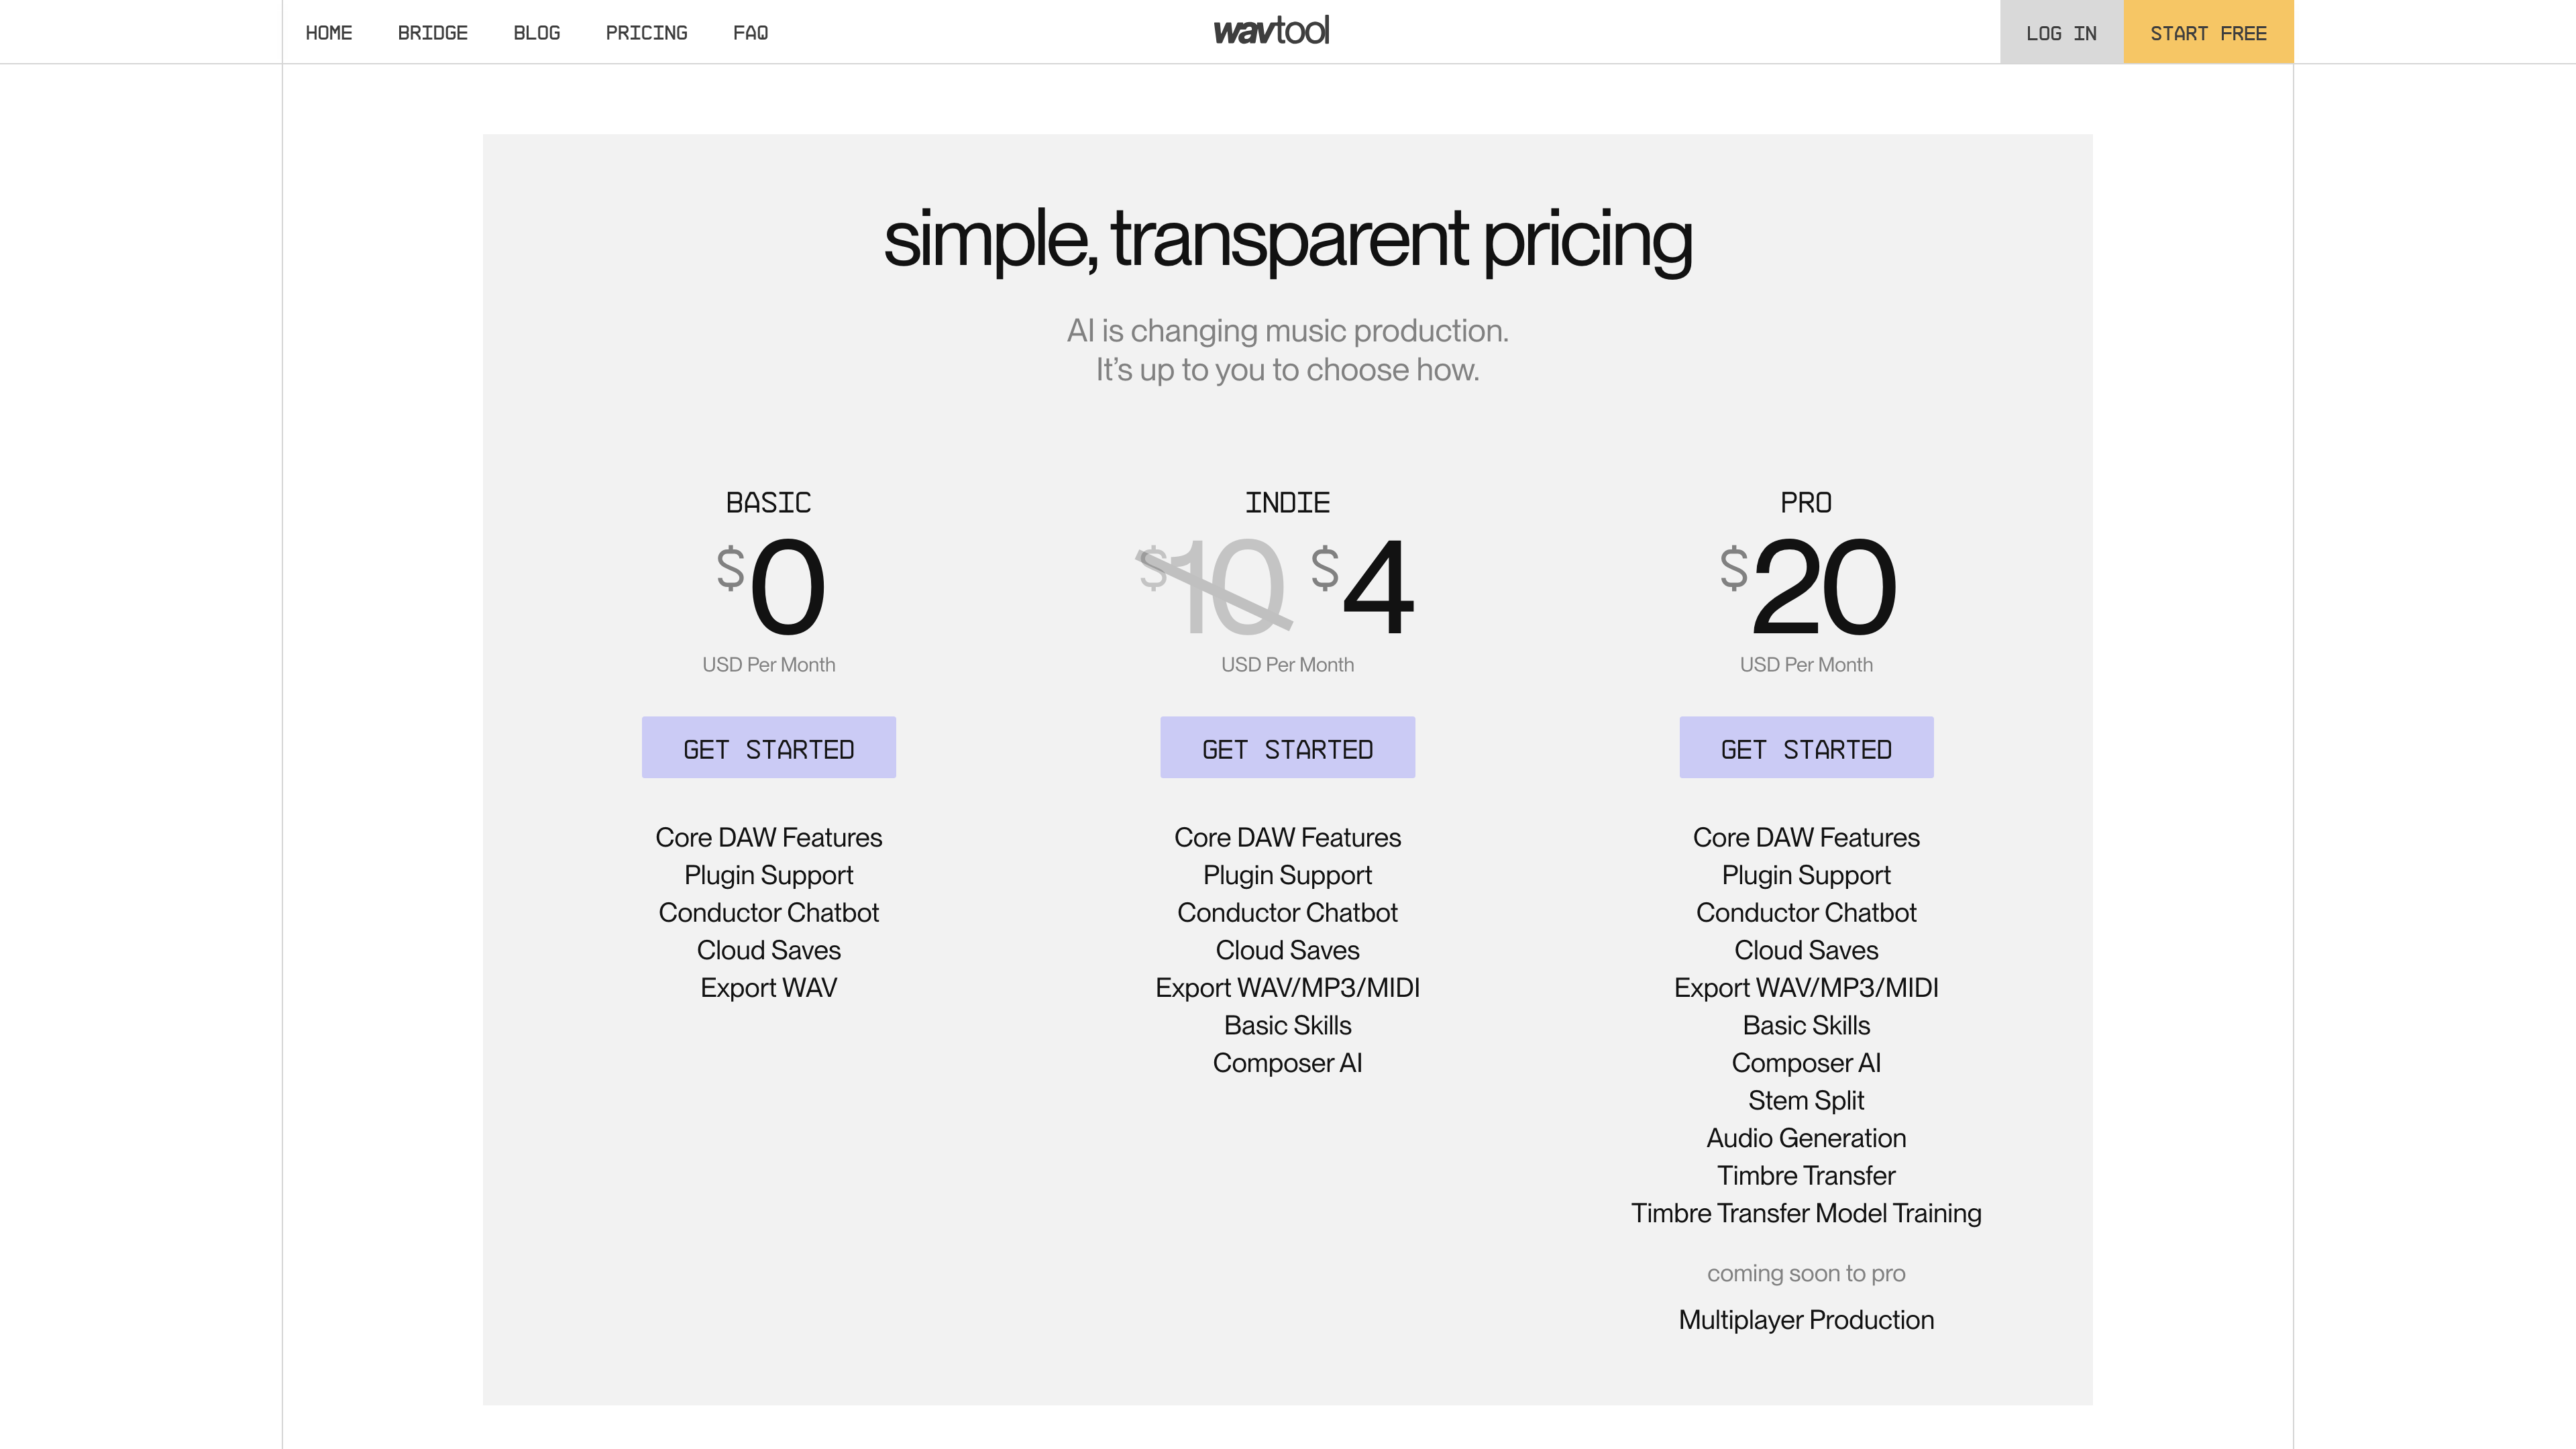 HOME BRIDGE BLOG PRICING FAQ wavtool LOG IN START FREE
simple, transparent pricing
AI is changing music production.
It’s up to you to choose how.
BASIC
$0
USD Per Month
GET STARTED
Core DAW Features
Plugin Support
Conductor Chatbot
Cloud Saves
Export WAV
INDIE
$10 $4
USD Per Month
GET STARTED
Core DAW Features
Plugin Support
Conductor Chatbot
Cloud Saves
Export WAV/MP3/MIDI
Basic Skills
Composer AI
PRO
$20
USD Per Month
GET STARTED
Core DAW Features
Plugin Support
Conductor Chatbot
Cloud Saves
Export WAV/MP3/MIDI
Basic Skills
Composer AI
Stem Split
Audio Generation
Timbre Transfer
Timbre Transfer Model Training
coming soon to pro
Multiplayer Production